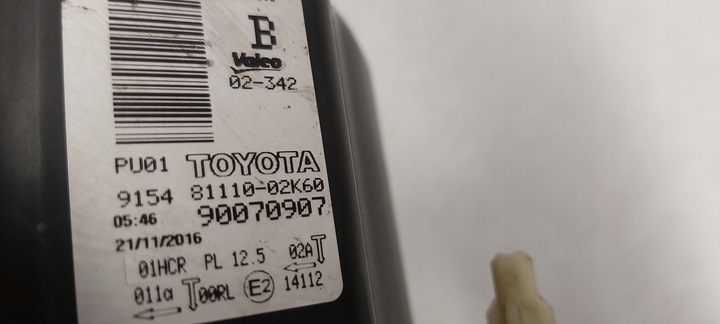 B
Valeo
02-342
PU01 TOYOTA
9154 81110-02K60
05:46 90070907
21/11/2016
01HCR PL 12.5 02A
011a 00RL E2 14112